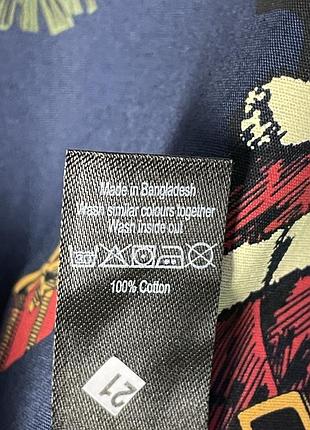 Made in Bangladesh
Wash similar colours together
Wash inside out
100% Cotton
21